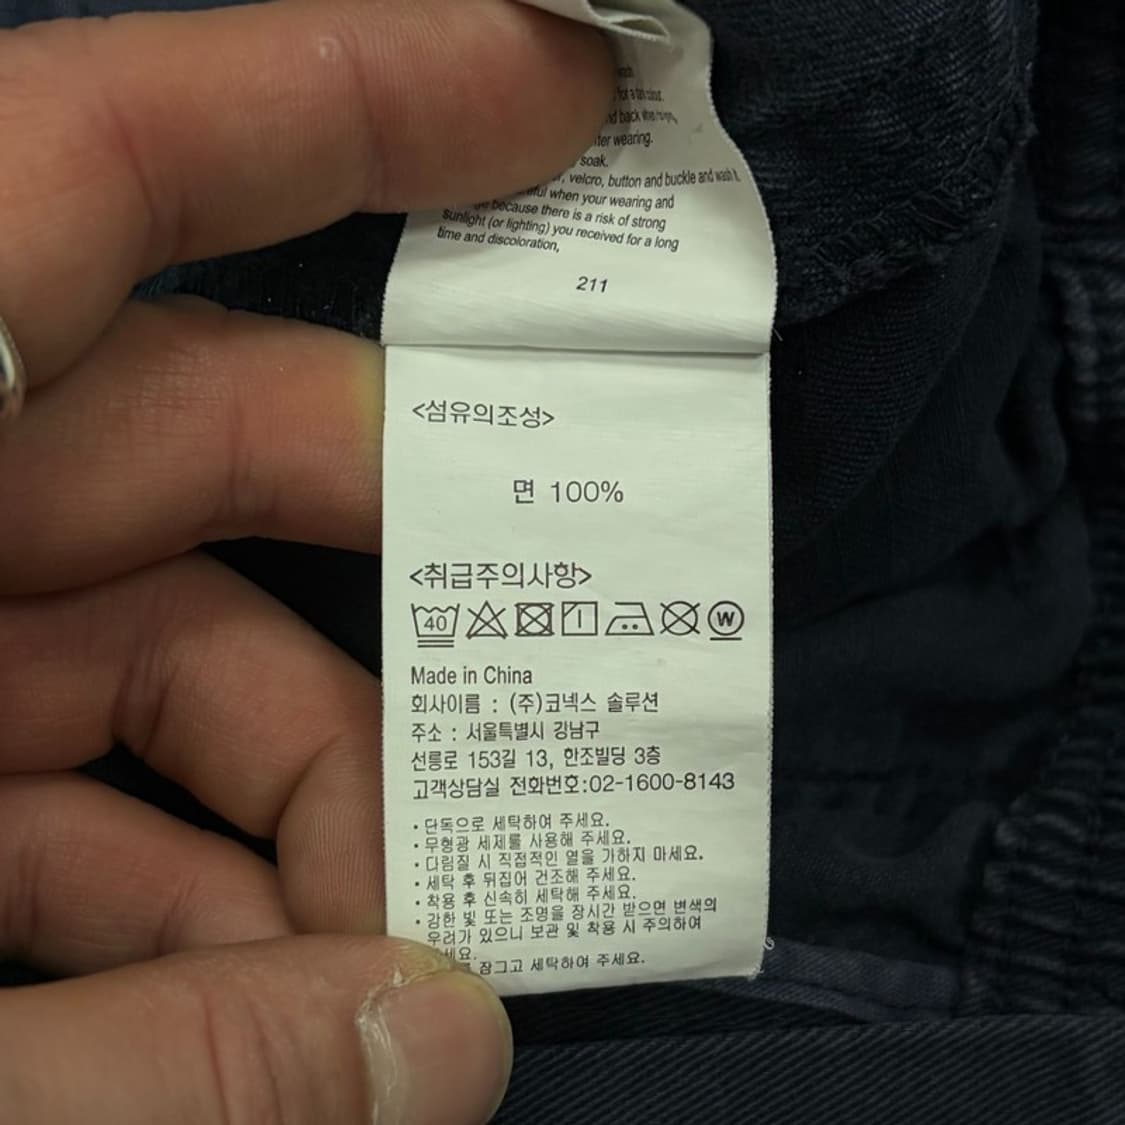 for a
nd back
ter wearing.
soak.
, velcro, button and buckle and wash it.
when your wearing and
because there is a risk of strong
sunlight (or lighting) you received for a long
time and discoloration,
211
<섬유의조성>
면 100%
<취급주의사항>
40 W
Made in China
회사이름 : (주)코넥스 솔루션
주소 : 서울특별시 강남구
선릉로 153길 13, 한조빌딩 3층
고객상담실 전화번호:02-1600-8143
· 단독으로 세탁하여 주세요.
· 무형광 세제를 사용해 주세요.
· 다림질 시 직접적인 열을 가하지 마세요.
· 세탁 후 뒤집어 건조해 주세요.
· 착용 후 신속히 세탁해 주세요.
· 강한 빛 또는 조명을 장시간 받으면 변색의
우려가 있으니 보관 및 착용 시 주의하여
세요.
잠그고 세탁하여 주세요.